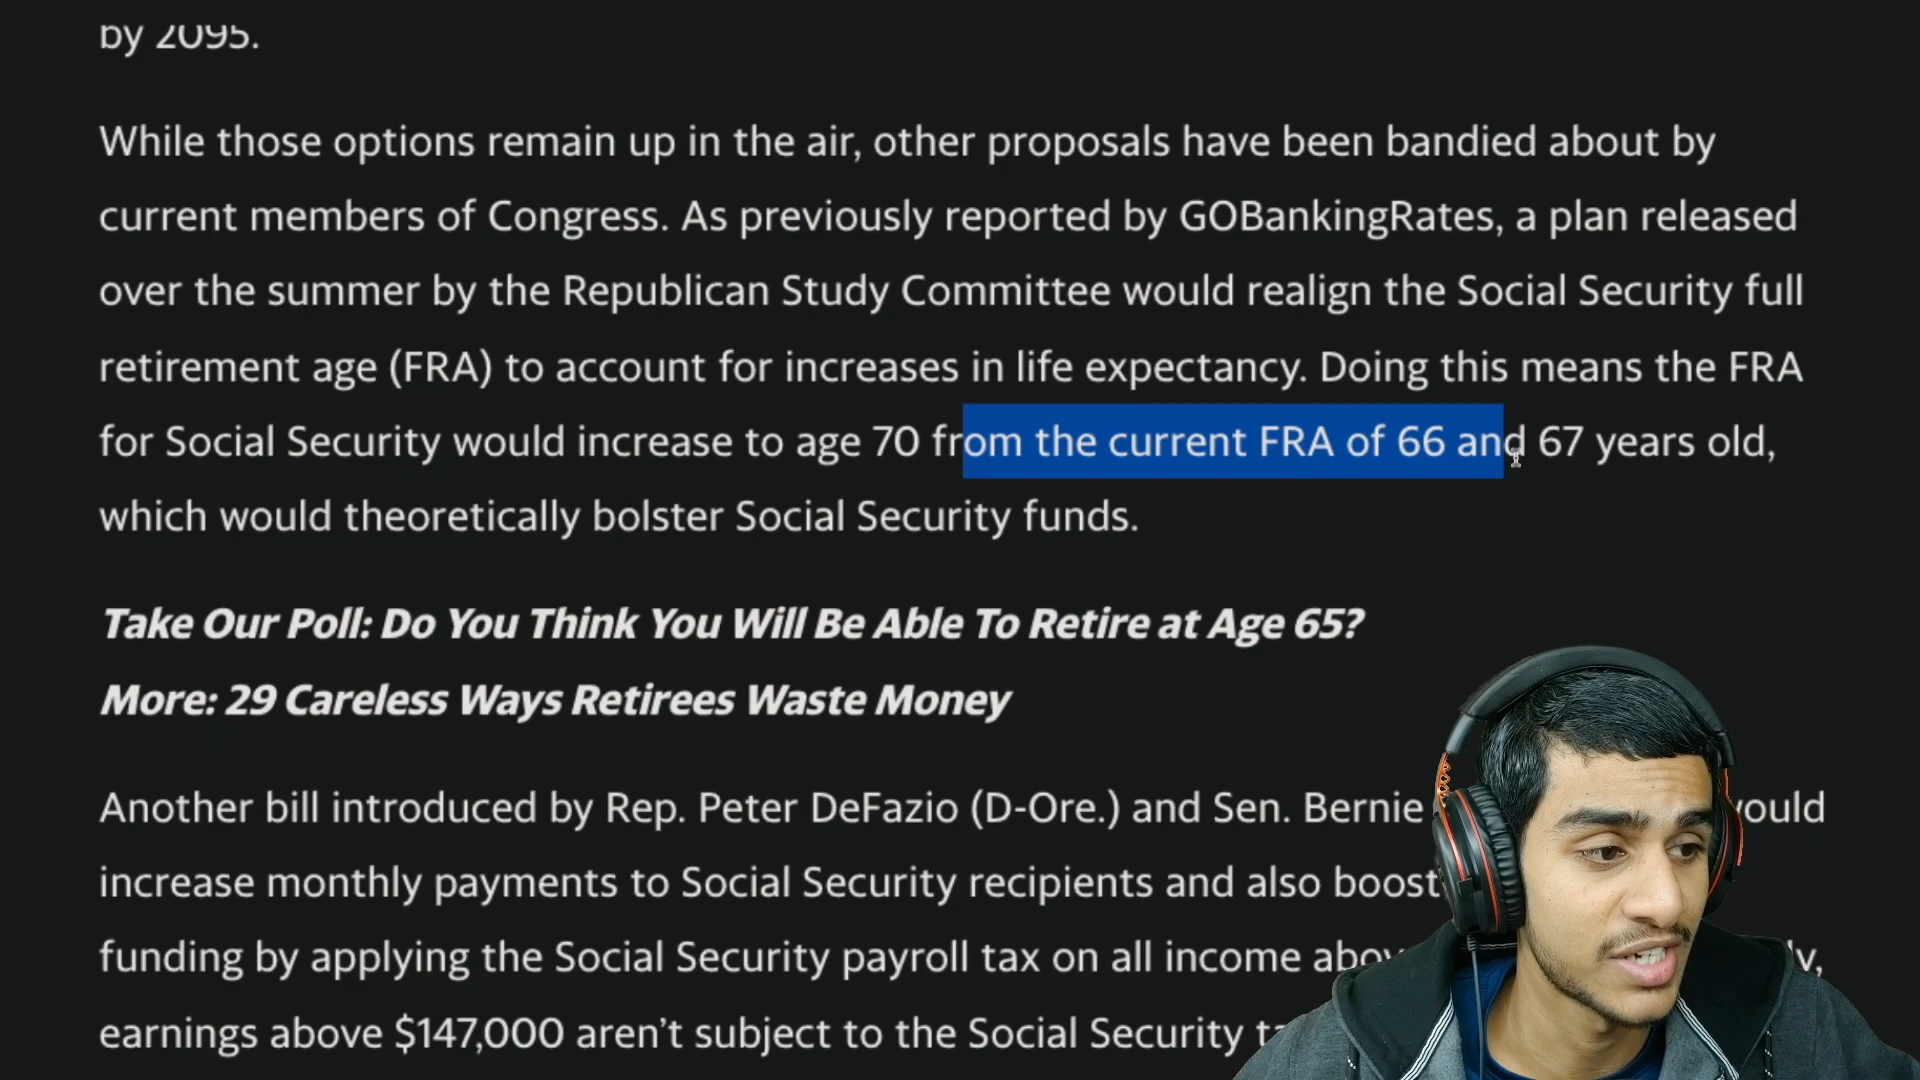 by 2095.
While those options remain up in the air, other proposals have been bandied about by
current members of Congress. As previously reported by GOBankingRates, a plan released
over the summer by the Republican Study Committee would realign the Social Security full
retirement age (FRA) to account for increases in life expectancy. Doing this means the FRA
for Social Security would increase to age 70 from the current FRA of 66 and 67 years old,
which would theoretically bolster Social Security funds.
Take Our Poll: Do You Think You Will Be Able To Retire at Age 65?
More: 29 Careless Ways Retirees Waste Money
Another bill introduced by Rep. Peter DeFazio (D-Ore.) and Sen. Bernie would
increase monthly payments to Social Security recipients and also boost
funding by applying the Social Security payroll tax on all income
earnings above $147,000 aren’t subject to the Social Security